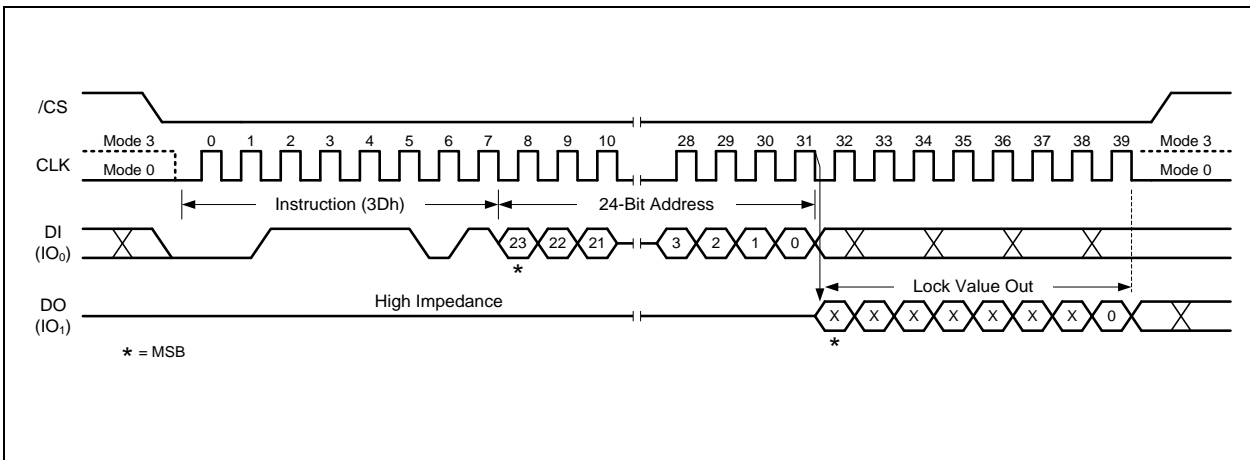 /CS
Mode 3 0 1 2 3 4 5 6 7 8 9 10 28 29 30 31 32 33 34 35 36 37 38 39 Mode 3
CLK Mode 0 Mode 0
Instruction (3Dh) 24-Bit Address
DI
(IO₀) 23 22 21 3 2 1 0
*
Lock Value Out
High Impedance
DO
(IO₁) X X X X X X X 0
*
* = MSB